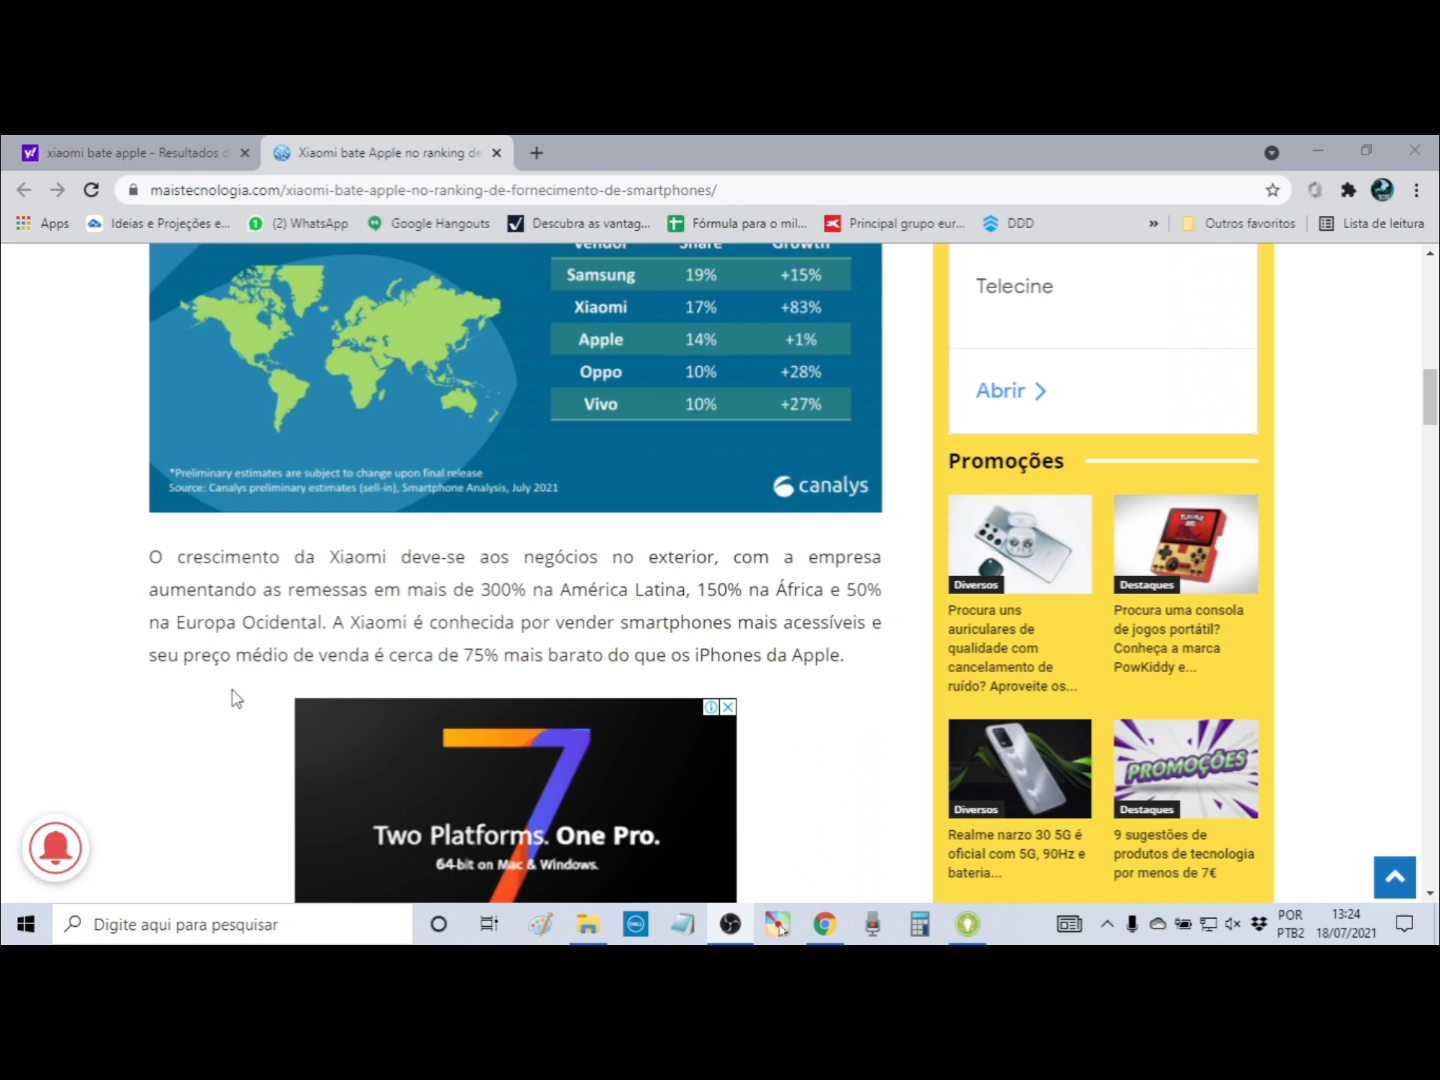 xiaomi bate apple - Resultados d
Xiaomi bate Apple no ranking de
maistecnologia.com/xiaomi-bate-apple-no-ranking-de-fornecimento-de-smartphones/
Apps
Ideias e Projeções e...
(2) WhatsApp
Google Hangouts
Descubra as vantag...
Fórmula para o mil...
Principal grupo eur...
DDD
»
Outros favoritos
Lista de leitura
Vendor Share Growth
Samsung 19% +15%
Xiaomi 17% +83%
Apple 14% +1%
Oppo 10% +28%
Vivo 10% +27%
*Preliminary estimates are subject to change upon final release
Source: Canalys preliminary estimates (sell-in), Smartphone Analysis, July 2021
canalys
O crescimento da Xiaomi deve-se aos negócios no exterior, com a empresa
aumentando as remessas em mais de 300% na América Latina, 150% na África e 50%
na Europa Ocidental. A Xiaomi é conhecida por vender smartphones mais acessíveis e
seu preço médio de venda é cerca de 75% mais barato do que os iPhones da Apple.
7
Two Platforms. One Pro.
64-bit on Mac & Windows.
Telecine
Abrir
Promoções
Diversos
Procura uns
auriculares de
qualidade com
cancelamento de
ruído? Aproveite os...
Destaques
Procura uma consola
de jogos portátil?
Conheça a marca
PowKiddy e...
Diversos
Realme narzo 30 5G é
oficial com 5G, 90Hz e
bateria...
PROMOÇÕES
Destaques
9 sugestões de
produtos de tecnologia
por menos de 7€
Digite aqui para pesquisar
DELL
POR
PTB2
13:24
18/07/2021